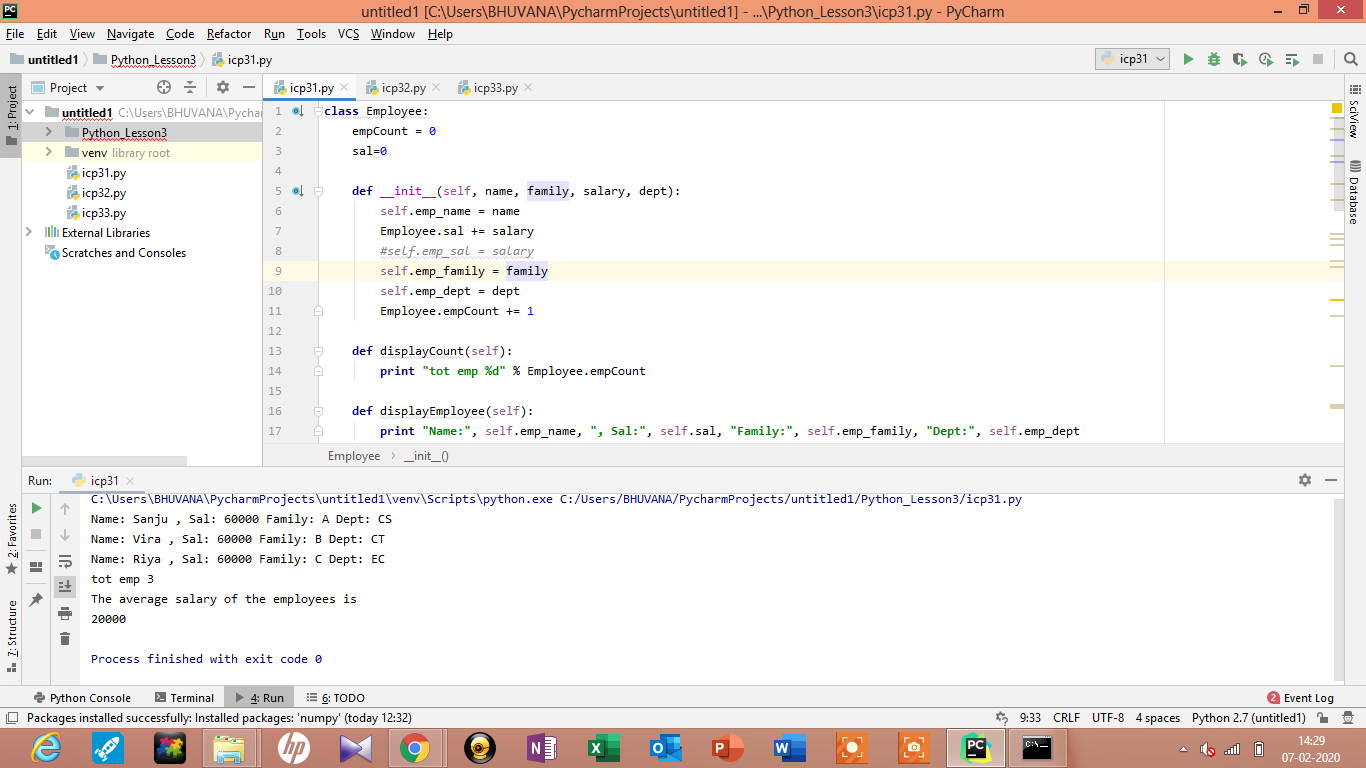 untitled1 [C:\Users\BHUVANA\PycharmProjects\untitled1] - ...\Python_Lesson3\icp31.py - PyCharm
File Edit View Navigate Code Refactor Run Tools VCS Window Help
untitled1 Python_Lesson3 icp31.py
icp31
Project
icp31.py icp32.py icp33.py
1: Project
untitled1 C:\Users\BHUVANA\Pychar
Python_Lesson3
venv library root
icp31.py
icp32.py
icp33.py
External Libraries
Scratches and Consoles
1 class Employee:
2 empCount = 0
3 sal=0
4
5 def __init__(self, name, family, salary, dept):
6 self.emp_name = name
7 Employee.sal += salary
8 #self.emp_sal = salary
9 self.emp_family = family
10 self.emp_dept = dept
11 Employee.empCount += 1
12
13 def displayCount(self):
14 print "tot emp %d" % Employee.empCount
15
16 def displayEmployee(self):
17 print "Name:", self.emp_name, ", Sal:", self.sal, "Family:", self.emp_family, "Dept:", self.emp_dept
Employee __init__()
SciView
Database
Run: icp31
2: Favorites
7: Structure
C:\Users\BHUVANA\PycharmProjects\untitled1\venv\Scripts\python.exe C:/Users/BHUVANA/PycharmProjects/untitled1/Python_Lesson3/icp31.py
Name: Sanju , Sal: 60000 Family: A Dept: CS
Name: Vira , Sal: 60000 Family: B Dept: CT
Name: Riya , Sal: 60000 Family: C Dept: EC
tot emp 3
The average salary of the employees is
20000
Process finished with exit code 0
Python Console Terminal 4: Run 6: TODO 2 Event Log
Packages installed successfully: Installed packages: 'numpy' (today 12:32) 9:33 CRLF UTF-8 4 spaces Python 2.7 (untitled1)
14:29
07-02-2020